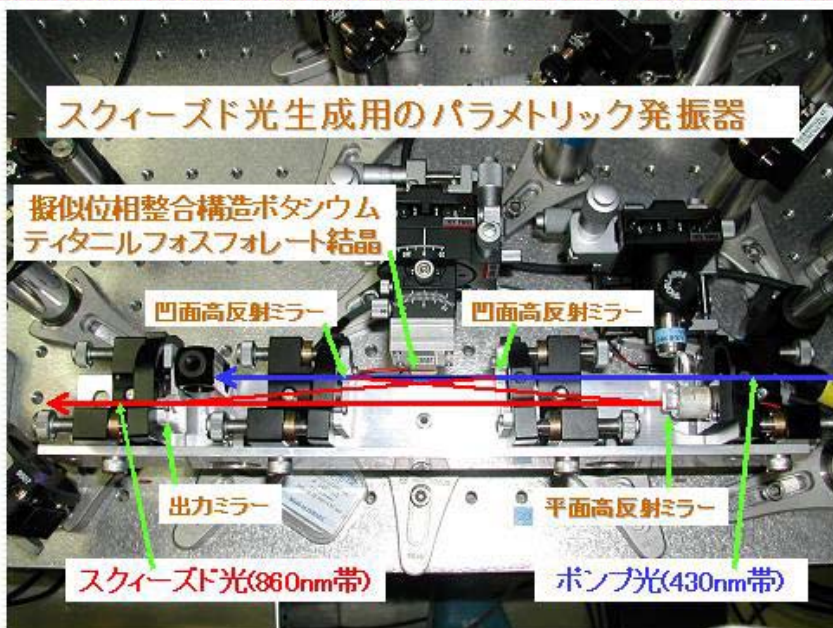 スクィーズド光生成用のパラメトリック発振器
擬似位相整合構造ポタシウム
ティタニルフォスフォレート結晶
凹面高反射ミラー
凹面高反射ミラー
出力ミラー
平面高反射ミラー
スクィーズド光(860nm帯)
ポンプ光(430nm帯)